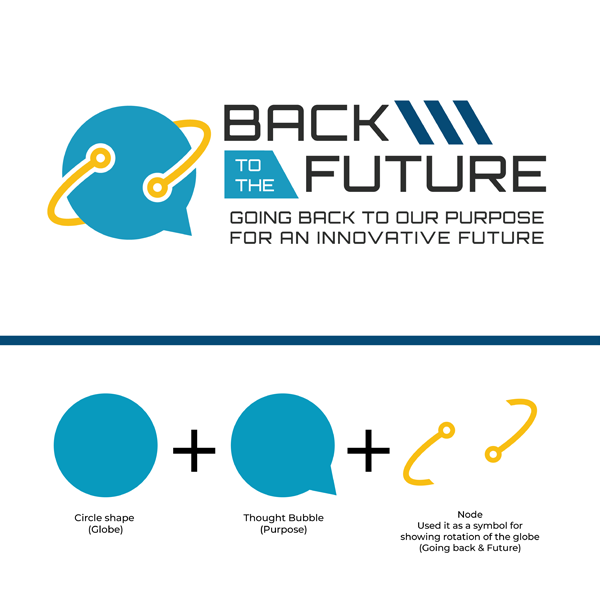 BACK
TO
THE
FUTURE
GOING BACK TO OUR PURPOSE
FOR AN INNOVATIVE FUTURE
Circle shape
(Globe)
Thought Bubble
(Purpose)
Node
Used it as a symbol for
showing rotation of the globe
(Going back & Future)